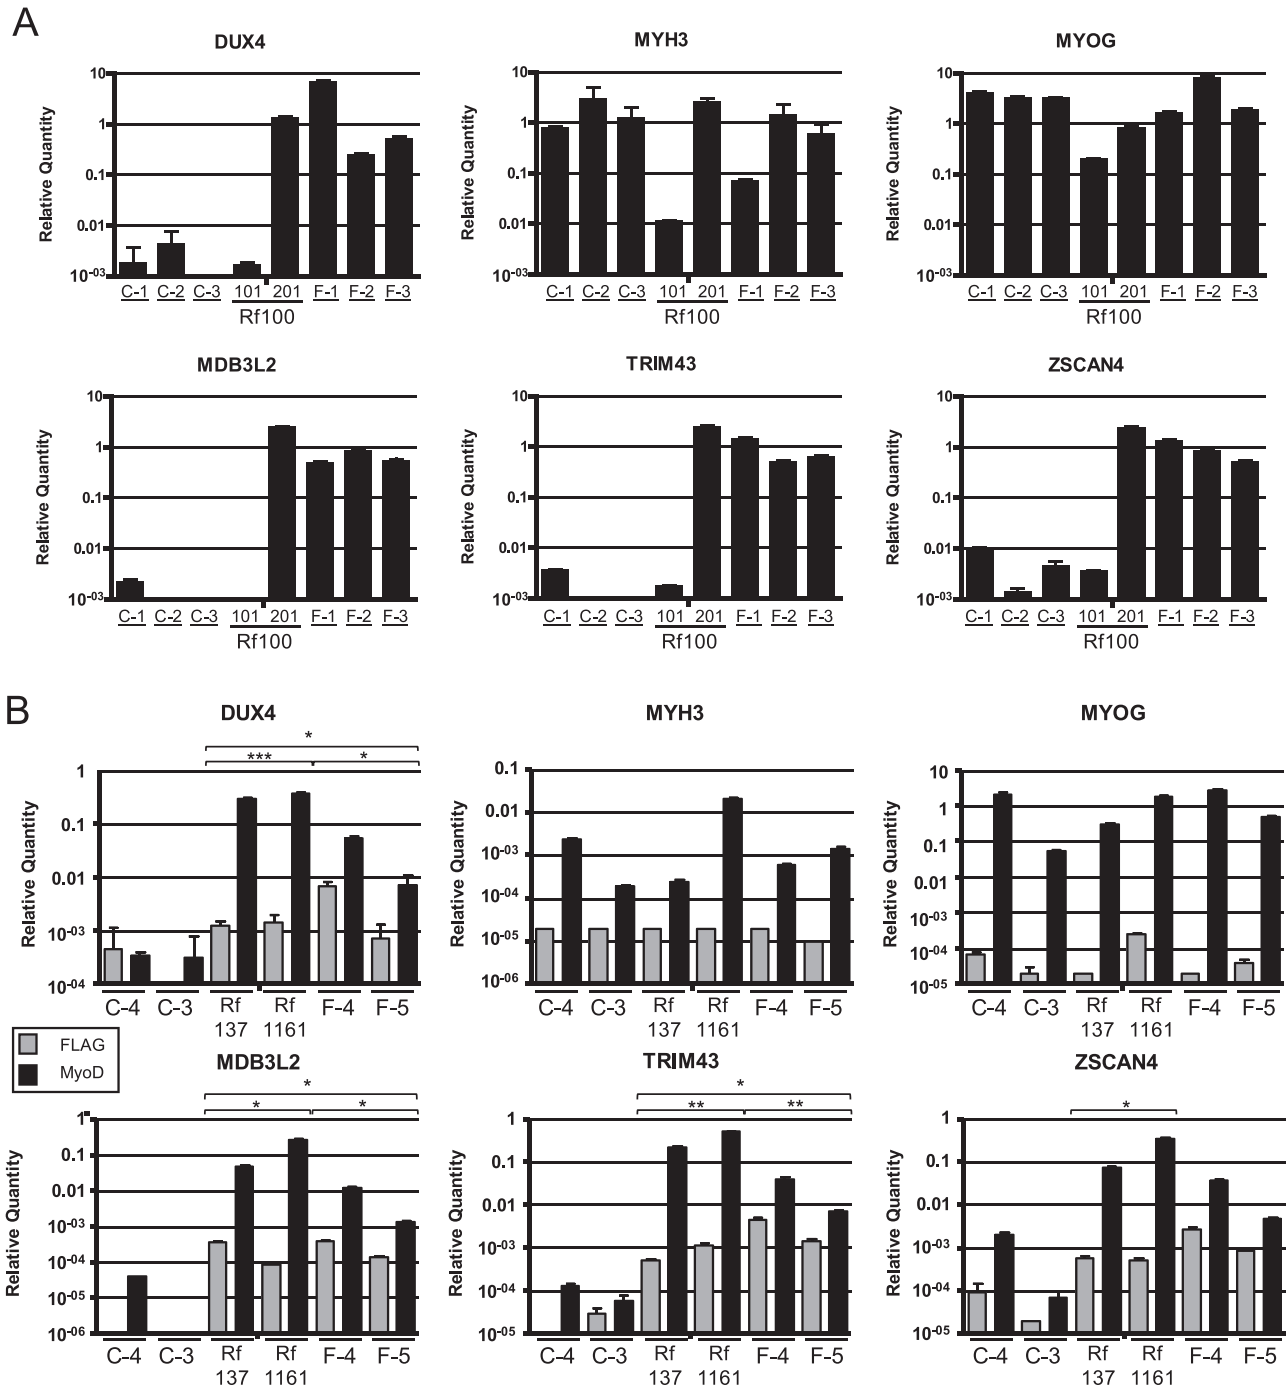 A
DUX4
MYH3
MYOG
Relative Quantity
10
1
0.1
0.01
10-03
C-1 C-2 C-3 101 201 F-1 F-2 F-3
Rf100
Relative Quantity
10
1
0.1
0.01
10-03
C-1 C-2 C-3 101 201 F-1 F-2 F-3
Rf100
Relative Quantity
10
1
0.1
0.01
10-03
C-1 C-2 C-3 101 201 F-1 F-2 F-3
Rf100
MDB3L2
TRIM43
ZSCAN4
Relative Quantity
10
1
0.1
0.01
10-03
C-1 C-2 C-3 101 201 F-1 F-2 F-3
Rf100
Relative Quantity
10
1
0.1
0.01
10-03
C-1 C-2 C-3 101 201 F-1 F-2 F-3
Rf100
Relative Quantity
10
1
0.1
0.01
10-03
C-1 C-2 C-3 101 201 F-1 F-2 F-3
Rf100
B
DUX4
*
*** *
Relative Quantity
1
0.1
0.01
10-03
10-04
C-4 C-3 Rf Rf F-4 F-5
137 1161
MYH3
Relative Quantity
0.1
0.01
10-03
10-04
10-05
10-06
C-4 C-3 Rf Rf F-4 F-5
137 1161
MYOG
Relative Quantity
10
1
0.1
0.01
10-03
10-04
10-05
C-4 C-3 Rf Rf F-4 F-5
137 1161
FLAG
MyoD
MDB3L2
*
* *
Relative Quantity
1
0.1
0.01
10-03
10-04
10-05
10-06
C-4 C-3 Rf Rf F-4 F-5
137 1161
TRIM43
*
** **
Relative Quantity
1
0.1
0.01
10-03
10-04
10-05
C-4 C-3 Rf Rf F-4 F-5
137 1161
ZSCAN4
*
Relative Quantity
1
0.1
0.01
10-03
10-04
10-05
C-4 C-3 Rf Rf F-4 F-5
137 1161